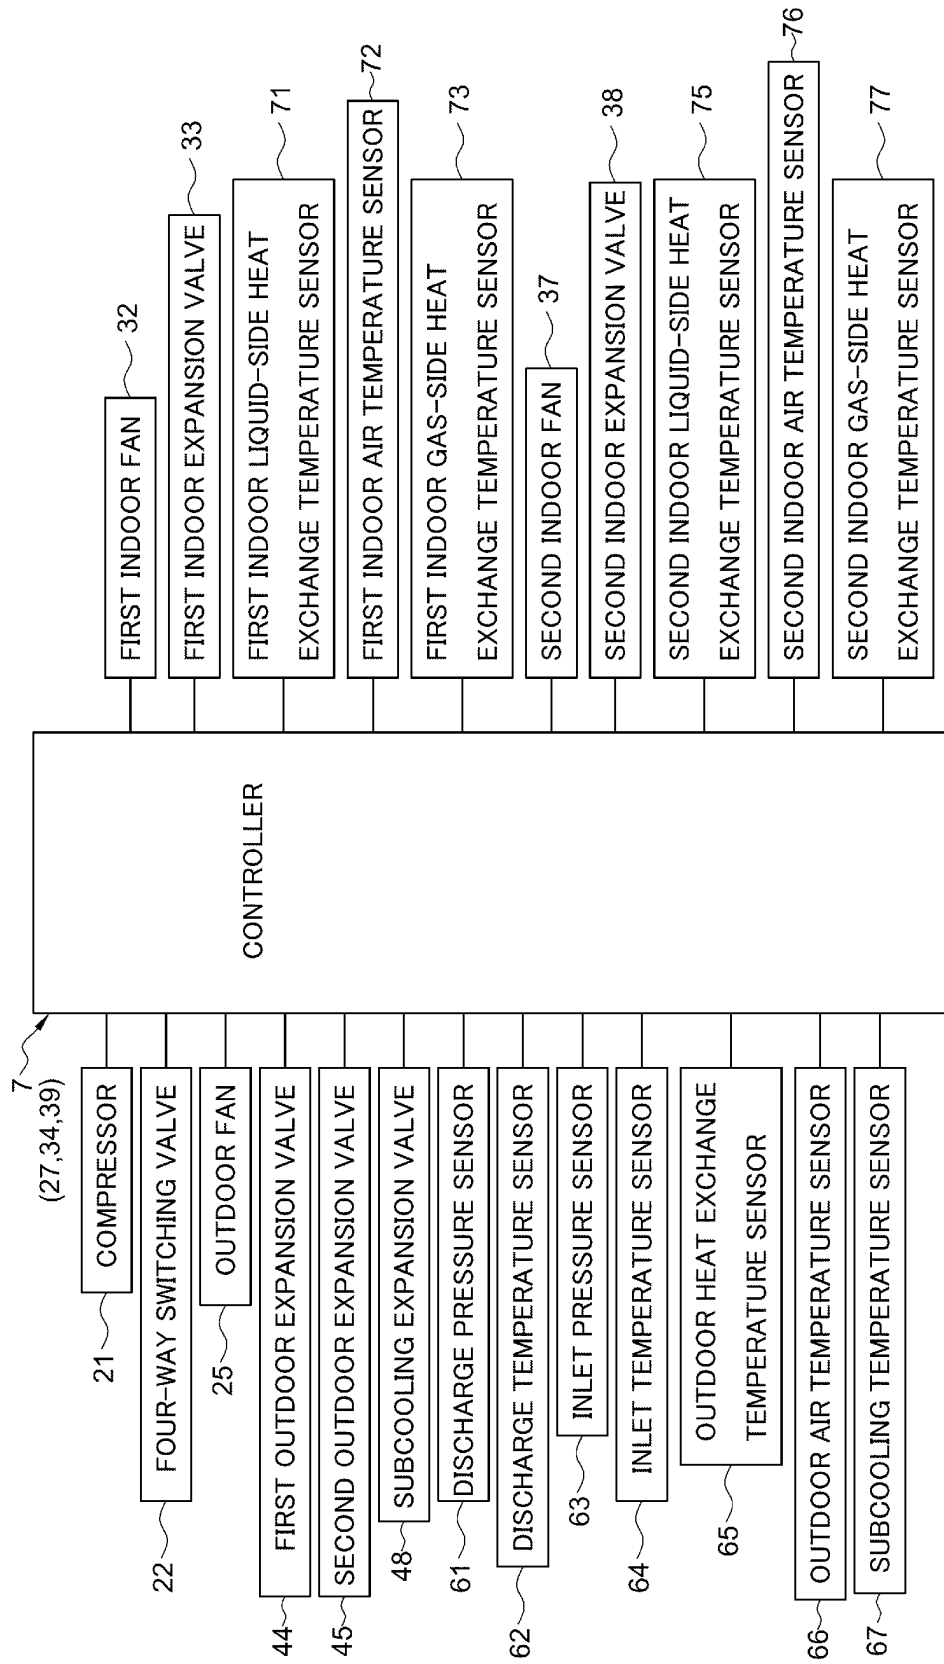 7
(27,34,39)
CONTROLLER
21
COMPRESSOR
22
FOUR-WAY SWITCHING VALVE
25
OUTDOOR FAN
44
FIRST OUTDOOR EXPANSION VALVE
45
SECOND OUTDOOR EXPANSION VALVE
48
SUBCOOLING EXPANSION VALVE
61
DISCHARGE PRESSURE SENSOR
62
DISCHARGE TEMPERATURE SENSOR
63
INLET PRESSURE SENSOR
64
INLET TEMPERATURE SENSOR
65
OUTDOOR HEAT EXCHANGE
TEMPERATURE SENSOR
66
OUTDOOR AIR TEMPERATURE SENSOR
67
SUBCOOLING TEMPERATURE SENSOR
FIRST INDOOR FAN
32
FIRST INDOOR EXPANSION VALVE
33
FIRST INDOOR LIQUID-SIDE HEAT
EXCHANGE TEMPERATURE SENSOR
71
FIRST INDOOR AIR TEMPERATURE SENSOR
72
FIRST INDOOR GAS-SIDE HEAT
EXCHANGE TEMPERATURE SENSOR
73
SECOND INDOOR FAN
37
SECOND INDOOR EXPANSION VALVE
38
SECOND INDOOR LIQUID-SIDE HEAT
EXCHANGE TEMPERATURE SENSOR
75
SECOND INDOOR AIR TEMPERATURE SENSOR
76
SECOND INDOOR GAS-SIDE HEAT
EXCHANGE TEMPERATURE SENSOR
77